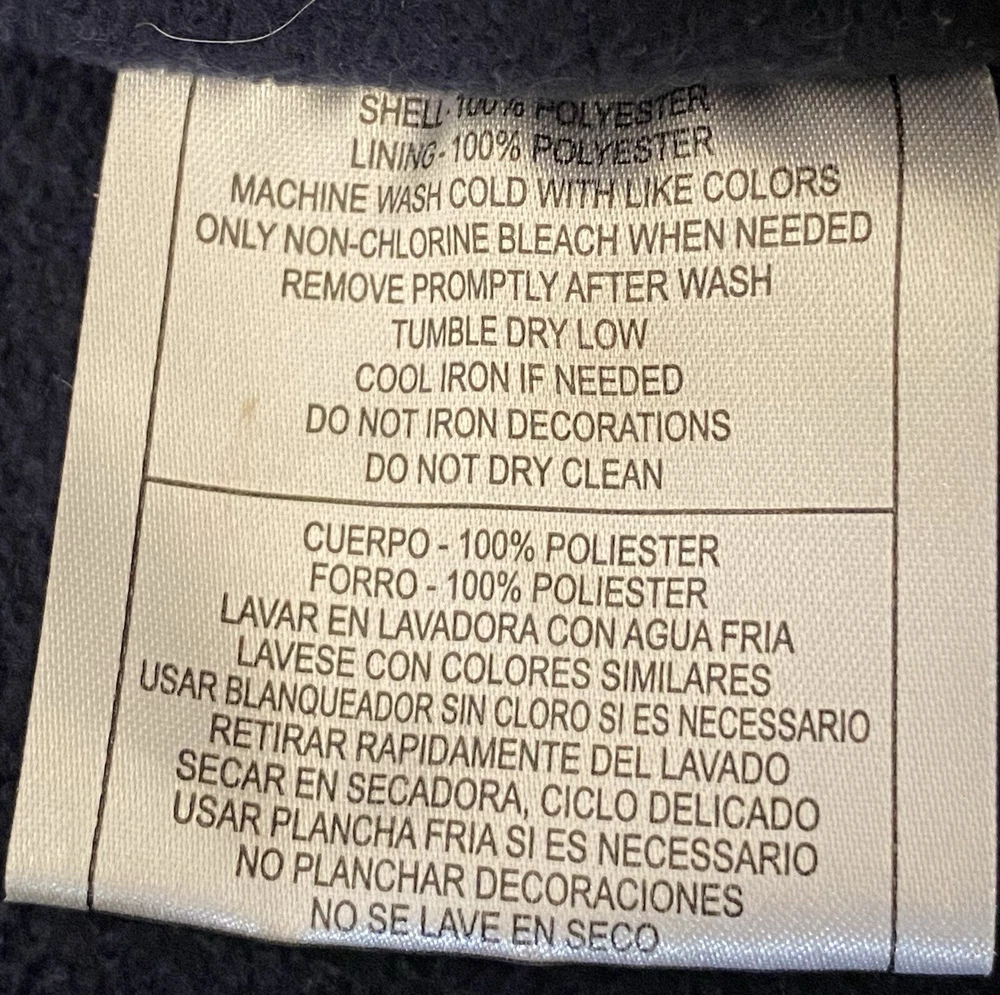 SHELL-100% POLYESTER
LINING-100% POLYESTER
MACHINE WASH COLD WITH LIKE COLORS
ONLY NON-CHLORINE BLEACH WHEN NEEDED
REMOVE PROMPTLY AFTER WASH
TUMBLE DRY LOW
COOL IRON IF NEEDED
DO NOT IRON DECORATIONS
DO NOT DRY CLEAN
CUERPO - 100% POLIESTER
FORRO - 100% POLIESTER
LAVAR EN LAVADORA CON AGUA FRIA
LAVESE CON COLORES SIMILARES
USAR BLANQUEADOR SIN CLORO SI ES NECESSARIO
RETIRAR RAPIDAMENTE DEL LAVADO
SECAR EN SECADORA, CICLO DELICADO
USAR PLANCHA FRIA SI ES NECESSARIO
NO PLANCHAR DECORACIONES
NO SE LAVE EN SECO